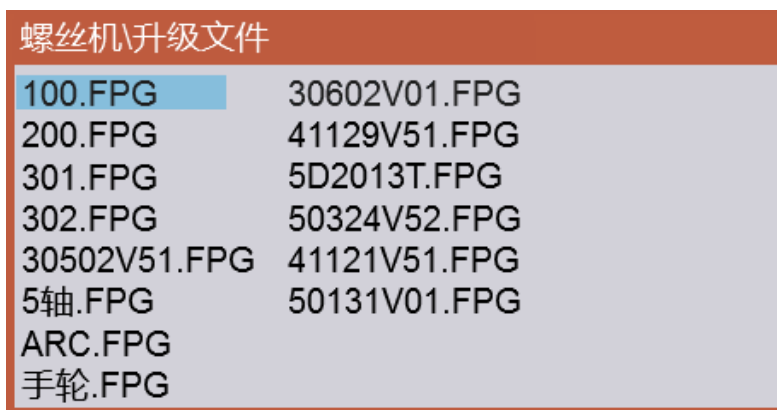 螺丝机\升级文件
100.FPG
200.FPG
301.FPG
302.FPG
30502V51.FPG
5轴.FPG
ARC.FPG
手轮.FPG
30602V01.FPG
41129V51.FPG
5D2013T.FPG
50324V52.FPG
41121V51.FPG
50131V01.FPG